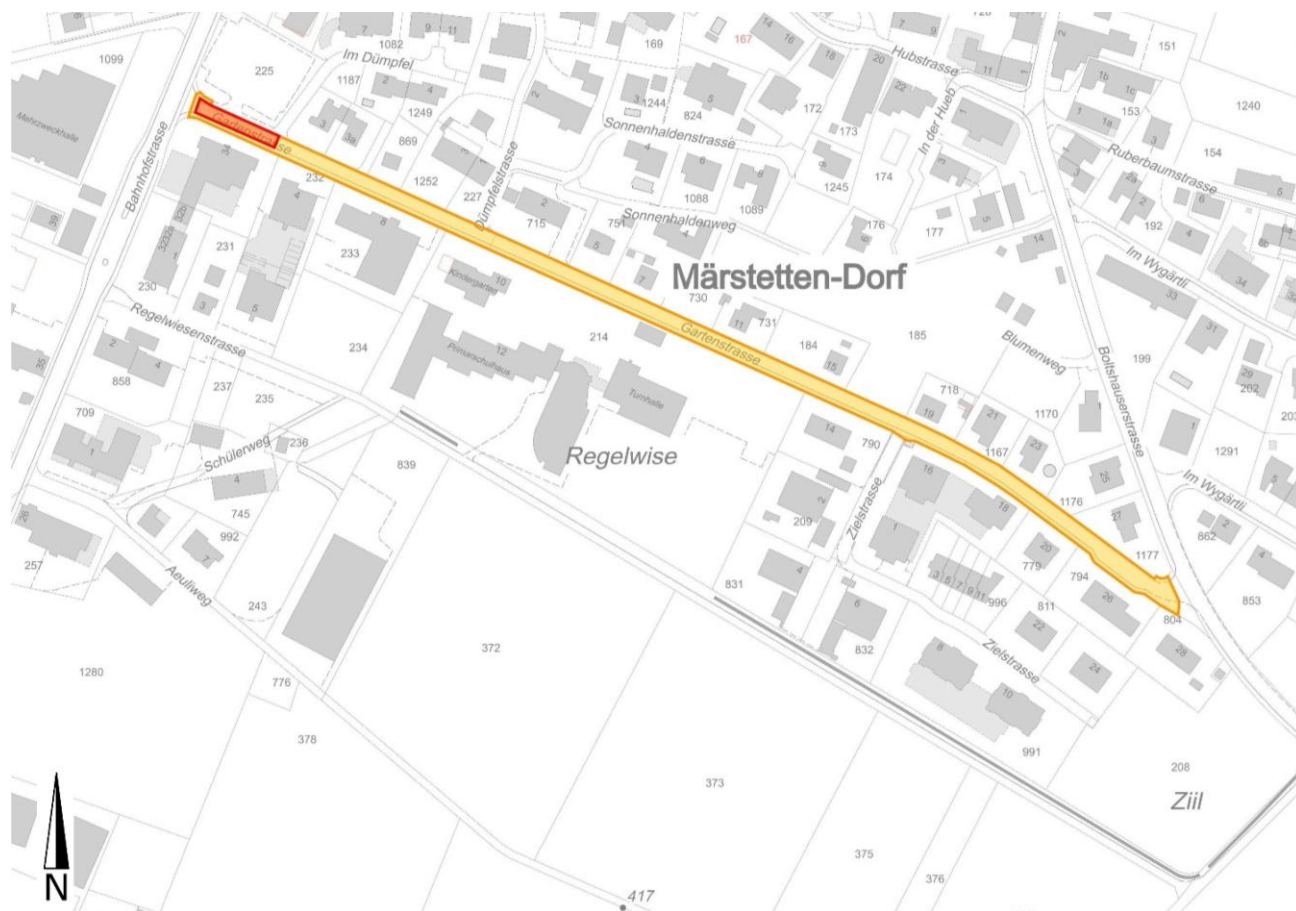 1099
Mehrzweckhalle
Bahnhofstrasse
225
1082
Im Dümpfel
1187
1249
869
1252
Gartenstrasse
232
231
230
233
234
227
Dümpfelstrasse
715
751
169
167
1244
824
Sonnenhaldenstrasse
172
173
1245
174
1088
1089
Sonnenhaldenweg
176
177
Hubstrasse
In der Hueb
151
153
1240
154
Ruberbaumstrasse
192
Im Wygärtli
Märstetten-Dorf
730
731
184
185
Gartenstrasse
Blumenweg
Boltshauserstrasse
199
202
203
1291
Im Wygärtli
862
853
718
1170
1167
1176
1177
790
209
Zielstrasse
779
794
804
811
996
Zielstrasse
832
831
991
208
Ziil
Kindergarten
10
Primarschulhaus
12
Turnhalle
214
Regelwise
Regelwiesenstrasse
858
237
235
709
Schülerweg
236
839
745
992
257
Aeuliweg
243
1280
776
378
372
373
375
376
417
N